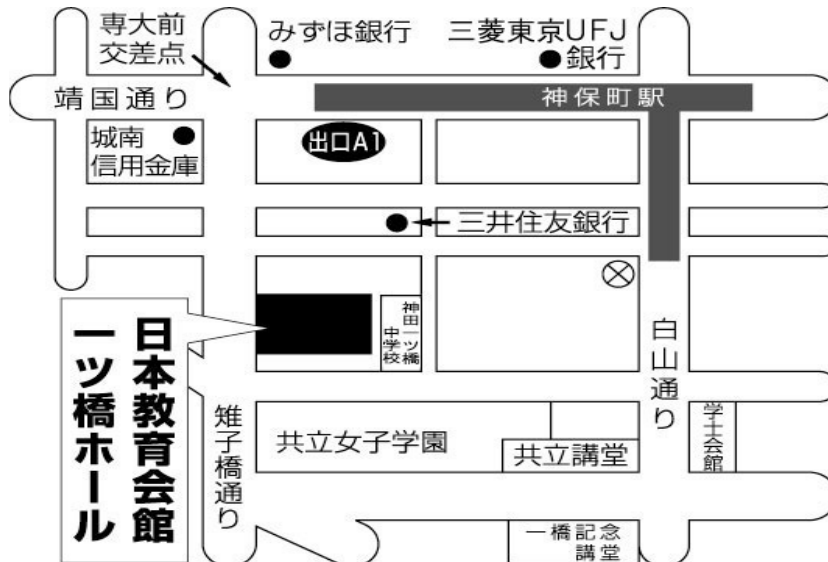 専大前
交差点
みずほ銀行
三菱東京UFJ
銀行
靖国通り
神保町駅
城南
信用金庫
出口A1
三井住友銀行
日本教育会館
一ツ橋ホール
神田一ツ橋
中学校
白山通り
雉子橋通り
共立女子学園
共立講堂
学士会館
一橋記念
講堂